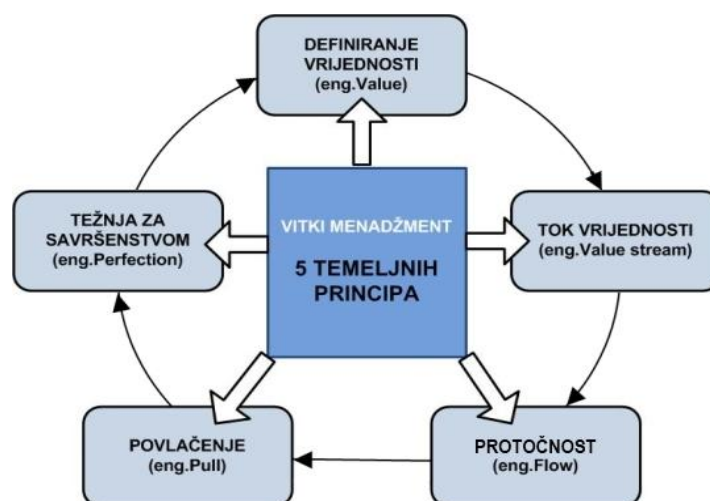 DEFINIRANJE
VRIJEDNOSTI
(eng.Value)
TEŽNJA ZA
SAVRŠENSTVOM
(eng.Perfection)
VITKI MENADŽMENT
5 TEMELJNIH
PRINCIPA
TOK VRIJEDNOSTI
(eng.Value stream)
POVLAČENJE
(eng.Pull)
PROTOČNOST
(eng.Flow)